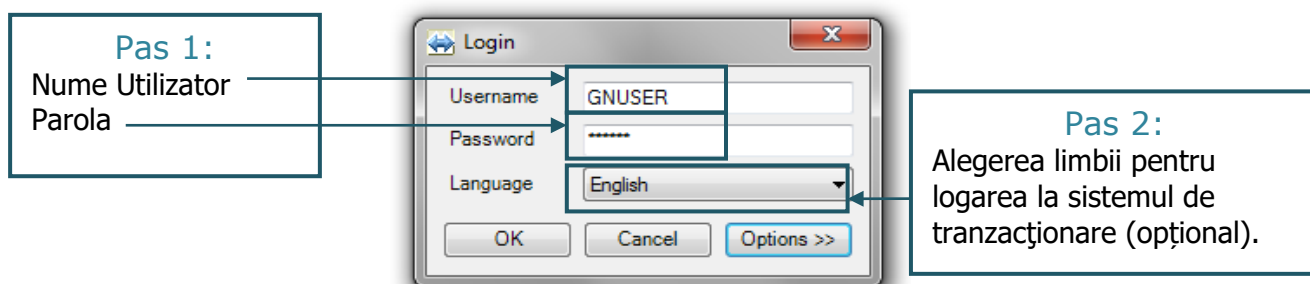 Pas 1:
Nume Utilizator
Parola
Login
Username
GNUSER
Password
******
Language
English
OK
Cancel
Options >>
Pas 2:
Alegerea limbii pentru
logarea la sistemul de
tranzacţionare (opțional).